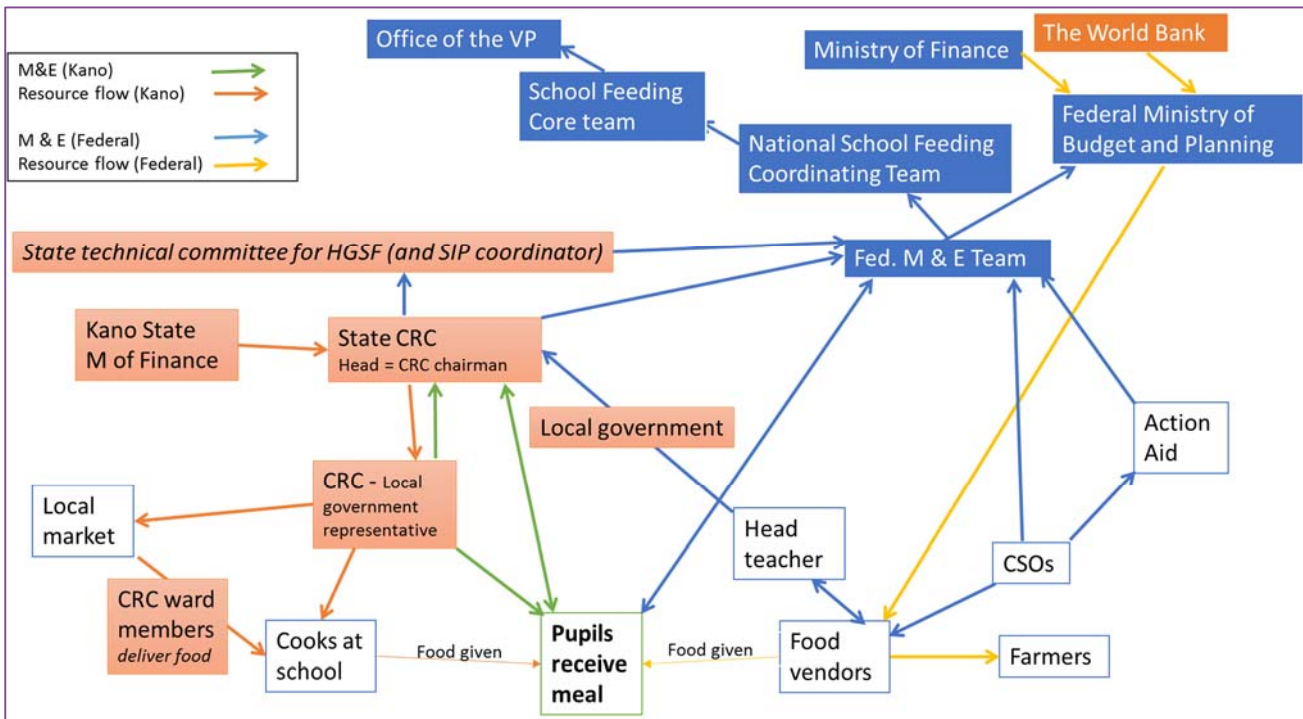 Office of the VP
Ministry of Finance
The World Bank
M&E (Kano)
Resource flow (Kano)
M & E (Federal)
Resource flow (Federal)
School Feeding
Core team
Federal Ministry of
Budget and Planning
National School Feeding
Coordinating Team
State technical committee for HGSF (and SIP coordinator)
Fed. M & E Team
Kano State
M of Finance
State CRC
Head = CRC chairman
Local government
Action
Aid
CRC - Local
government
representative
Local
market
Head
teacher
CSOs
CRC ward
members
deliver food
Cooks at
school
Food given
Pupils
receive
meal
Food given
Food
vendors
Farmers